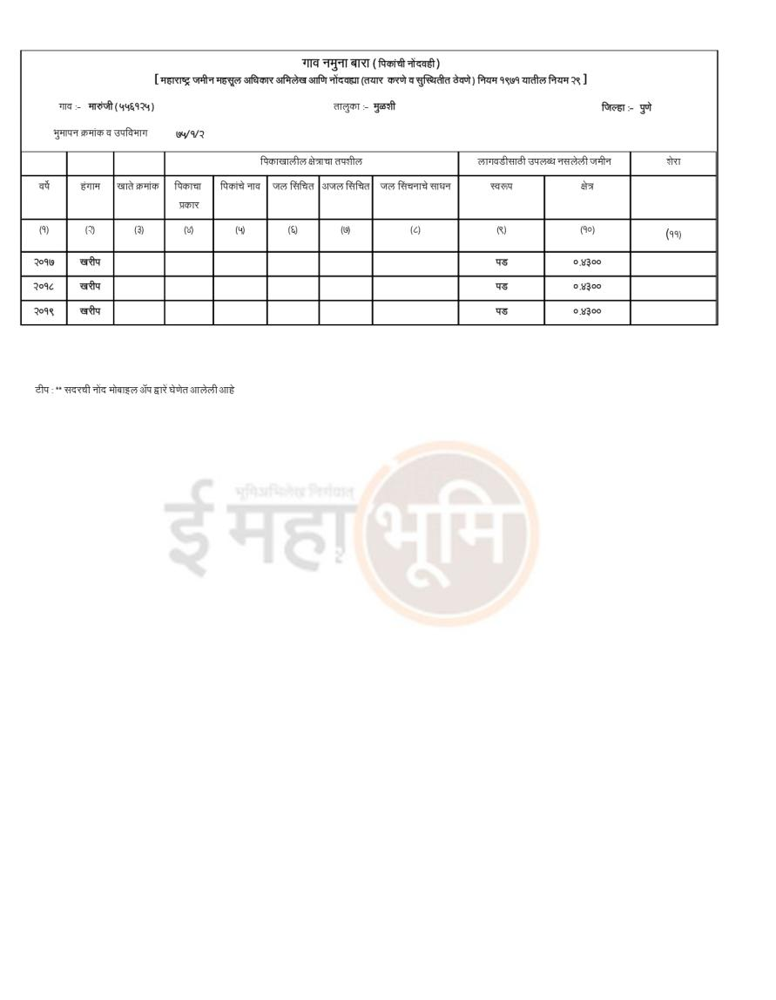 गाव नमुना बारा ( पिकांची नोंदवही )
[ महाराष्ट्र जमीन महसूल अधिकार अभिलेख आणि नोंदवह्या (तयार करणे व सुस्थितीत ठेवणे ) नियम १९७१ यातील नियम २९ ]
गाव :- मारुंजी ( ५५६१२५ ) तालुका :- मुळशी जिल्हा :- पुणे
भुमापन क्रमांक व उपविभाग ७५/१/२
पिकाखालील क्षेत्राचा तपशील लागवडीसाठी उपलब्ध नसलेली जमीन शेरा
वर्ष हंगाम खाते क्रमांक पिकाचा प्रकार पिकांचे नाव जल सिंचित अजल सिंचित जल सिंचनाचे साधन स्वरूप क्षेत्र
(१) (२) (३) (४) (५) (६) (७) (८) (९) (१०) (११)
२०१७ खरीप पड ०.४३००
२०१८ खरीप पड ०.४३००
२०१९ खरीप पड ०.४३००
टीप : ** सदरची नोंद मोबाइल ॲप द्वारें घेणेत आलेली आहे
ई महाभूमि